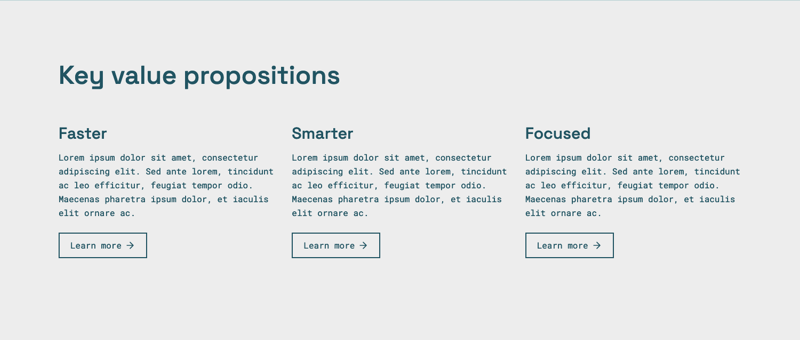 Key value propositions
Faster
Lorem ipsum dolor sit amet, consectetur
adipiscing elit. Sed ante lorem, tincidunt
ac leo efficitur, feugiat tempor odio.
Maecenas pharetra ipsum dolor, et iaculis
elit ornare ac.
Learn more →
Smarter
Lorem ipsum dolor sit amet, consectetur
adipiscing elit. Sed ante lorem, tincidunt
ac leo efficitur, feugiat tempor odio.
Maecenas pharetra ipsum dolor, et iaculis
elit ornare ac.
Learn more →
Focused
Lorem ipsum dolor sit amet, consectetur
adipiscing elit. Sed ante lorem, tincidunt
ac leo efficitur, feugiat tempor odio.
Maecenas pharetra ipsum dolor, et iaculis
elit ornare ac.
Learn more →